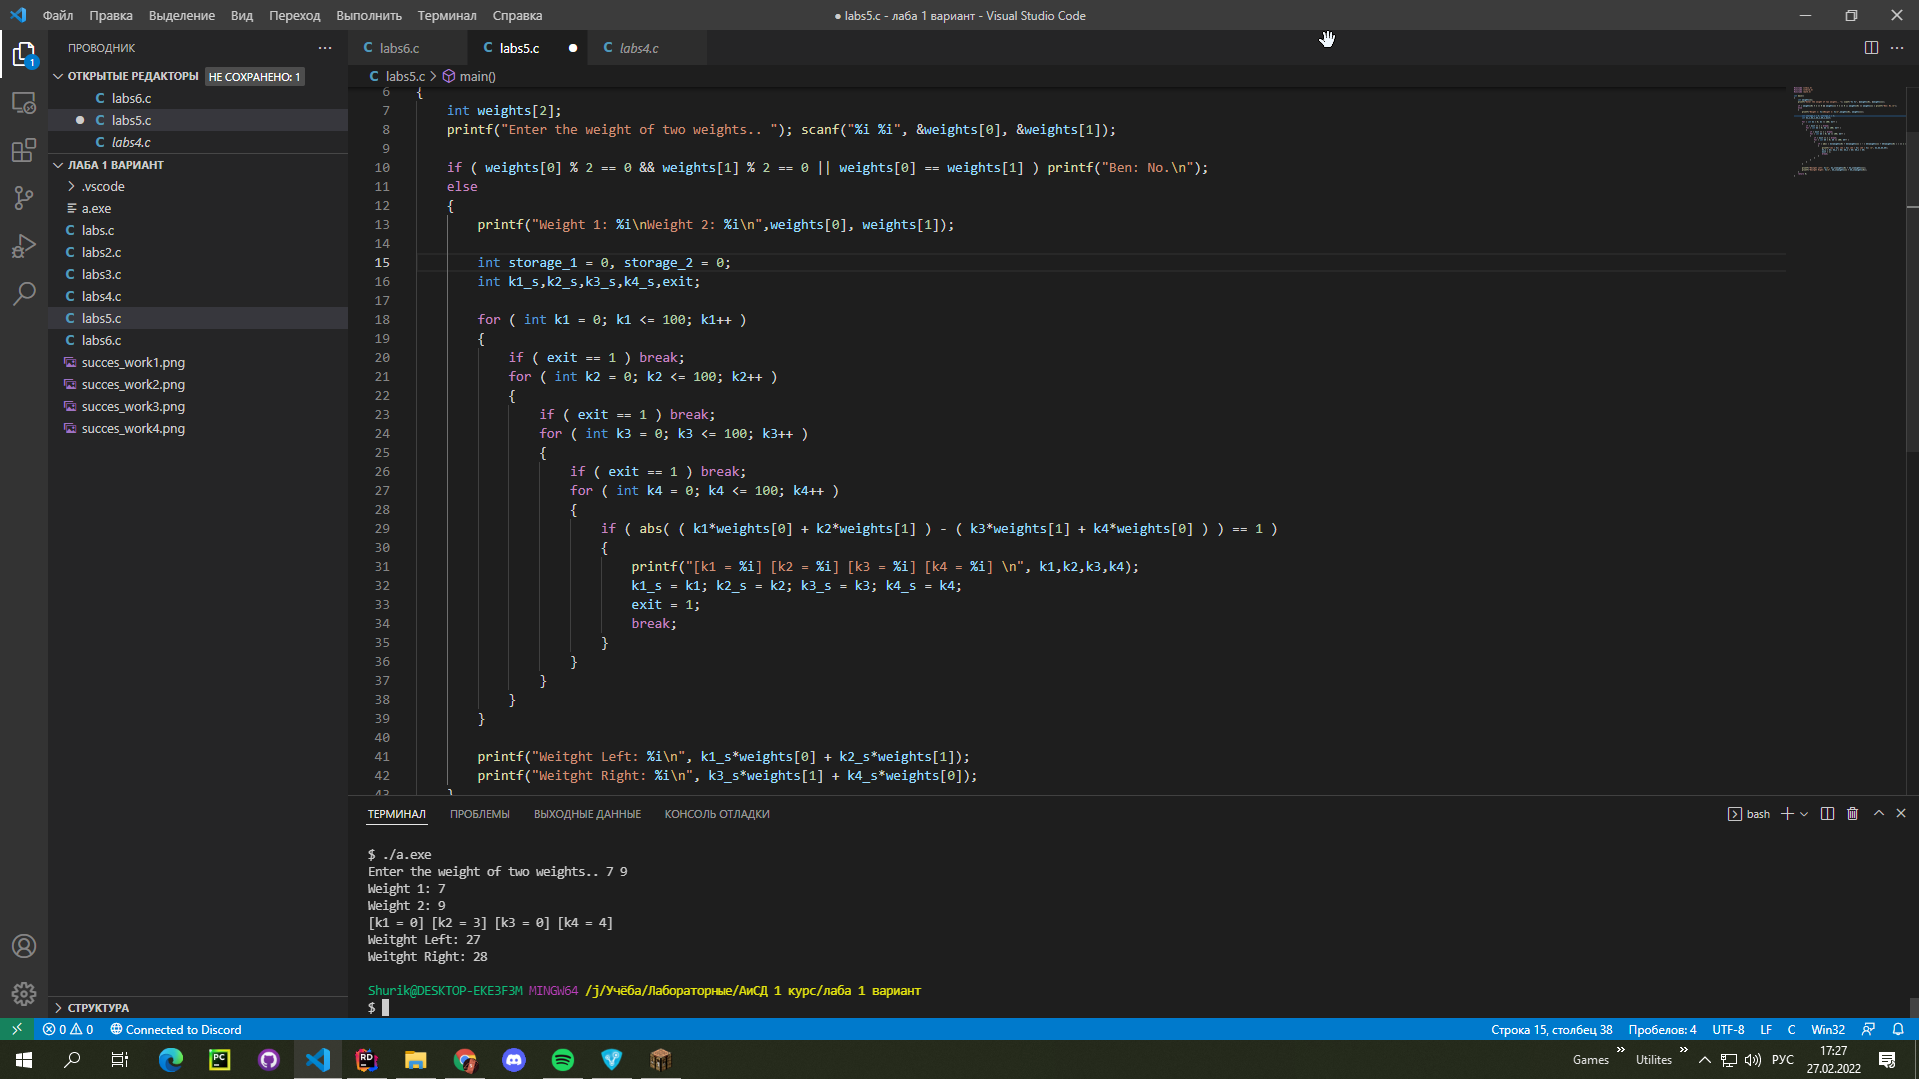 Файл Правка Выделение Вид Переход Выполнить Терминал Справка
● labs5.c - лаба 1 вариант - Visual Studio Code
ПРОВОДНИК
ОТКРЫТЫЕ РЕДАКТОРЫ НЕ СОХРАНЕНО: 1
C labs6.c
C labs5.c
C labs4.c
ЛАБА 1 ВАРИАНТ
.vscode
a.exe
C labs.c
C labs2.c
C labs3.c
C labs4.c
C labs5.c
C labs6.c
succes_work1.png
succes_work2.png
succes_work3.png
succes_work4.png
СТРУКТУРА
1
C labs6.c C labs5.c C labs4.c
C labs5.c > main()
6 {
7 int weights[2];
8 printf("Enter the weight of two weights.. "); scanf("%i %i", &weights[0], &weights[1]);
9
10 if ( weights[0] % 2 == 0 && weights[1] % 2 == 0 || weights[0] == weights[1] ) printf("Ben: No.\n");
11 else
12 {
13 printf("Weight 1: %i\nWeight 2: %i\n",weights[0], weights[1]);
14
15 int storage_1 = 0, storage_2 = 0;
16 int k1_s,k2_s,k3_s,k4_s,exit;
17
18 for ( int k1 = 0; k1 <= 100; k1++ )
19 {
20 if ( exit == 1 ) break;
21 for ( int k2 = 0; k2 <= 100; k2++ )
22 {
23 if ( exit == 1 ) break;
24 for ( int k3 = 0; k3 <= 100; k3++ )
25 {
26 if ( exit == 1 ) break;
27 for ( int k4 = 0; k4 <= 100; k4++ )
28 {
29 if ( abs( ( k1*weights[0] + k2*weights[1] ) - ( k3*weights[1] + k4*weights[0] ) ) == 1 )
30 {
31 printf("[k1 = %i] [k2 = %i] [k3 = %i] [k4 = %i] \n", k1,k2,k3,k4);
32 k1_s = k1; k2_s = k2; k3_s = k3; k4_s = k4;
33 exit = 1;
34 break;
35 }
36 }
37 }
38 }
39 }
40
41 printf("Weitght Left: %i\n", k1_s*weights[0] + k2_s*weights[1]);
42 printf("Weitght Right: %i\n", k3_s*weights[1] + k4_s*weights[0]);
43 }
ТЕРМИНАЛ ПРОБЛЕМЫ ВЫХОДНЫЕ ДАННЫЕ КОНСОЛЬ ОТЛАДКИ
bash
$ ./a.exe
Enter the weight of two weights.. 7 9
Weight 1: 7
Weight 2: 9
[k1 = 0] [k2 = 3] [k3 = 0] [k4 = 4]
Weitght Left: 27
Weitght Right: 28
Shurik@DESKTOP-EKE3F3M MINGW64 /j/Учёба/Лабораторные/АиСД 1 курс/лаба 1 вариант
$
0 0 Connected to Discord
Строка 15, столбец 38 Пробелов: 4 UTF-8 LF C Win32
PC RD
Games » Utilites » РУС
17:27
27.02.2022